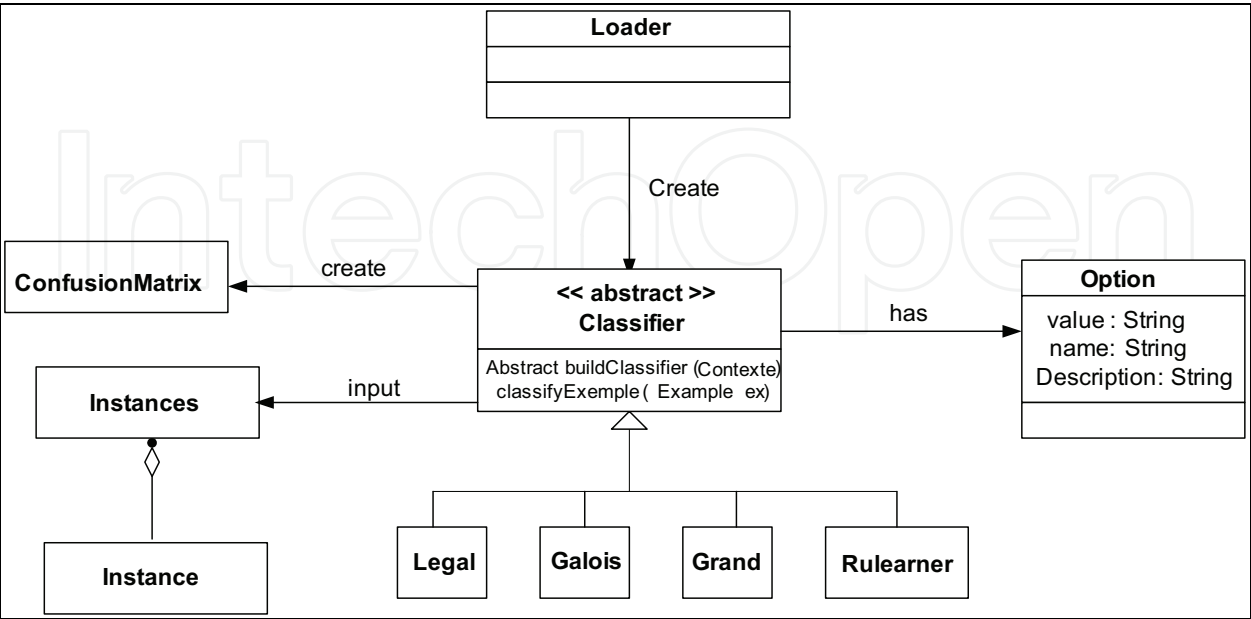 Loader
IntechOpen
Create
ConfusionMatrix
create
<< abstract >>
Classifier
Abstract buildClassifier (Contexte)
classifyExemple ( Example ex)
has
Option
value : String
name: String
Description: String
Instances
input
Instance
Legal
Galois
Grand
Rulearner